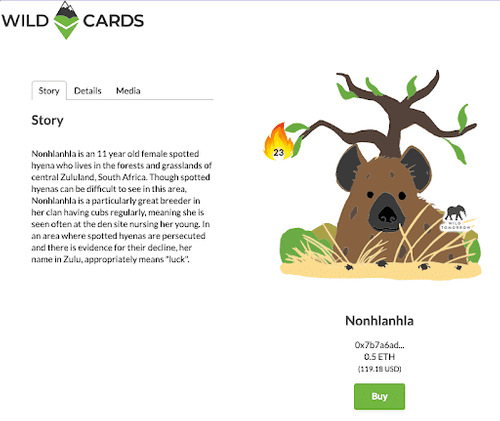 WILD CARDS
Story Details Media
Story
Nonhlanhla is an 11 year old female spotted
hyena who lives in the forests and grasslands of
central Zululand, South Africa. Though spotted
hyenas can be difficult to see in this area,
Nonhlanhla is a particularly great breeder in
her clan having cubs regularly, meaning she is
seen often at the den site nursing her young. In
an area where spotted hyenas are persecuted
and there is evidence for their decline, her
name in Zulu, appropriately means "luck".
23
WILD
TOMORROW
Nonhlanhla
0x7b7a6ad...
0.5 ETH
(119.18 USD)
Buy